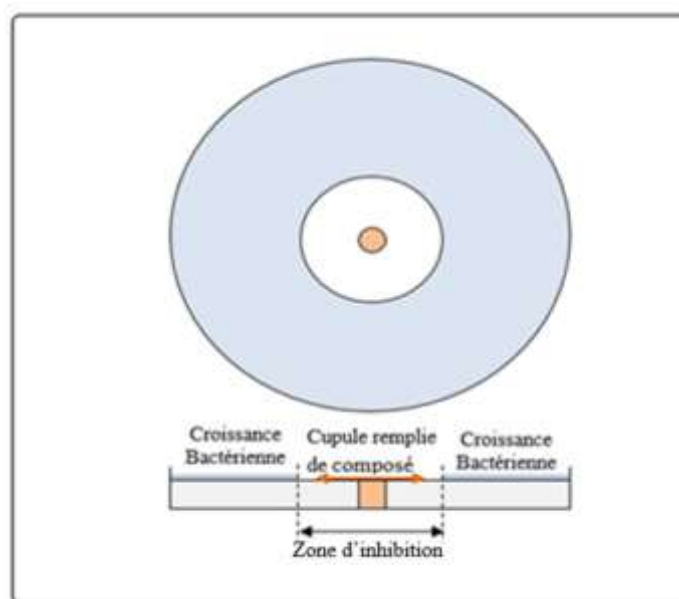 Croissance
Bactérienne
Cupule remplie
de composé
Croissance
Bactérienne
Zone d’inhibition